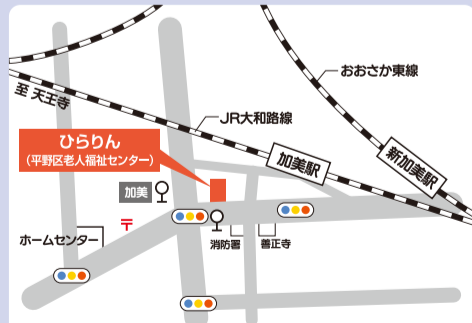 おおさか東線
至 天王寺
JR大和路線
ひらりん
(平野区老人福祉センター)
加美駅
新加美駅
加美
〒
ホームセンター
消防署
善正寺